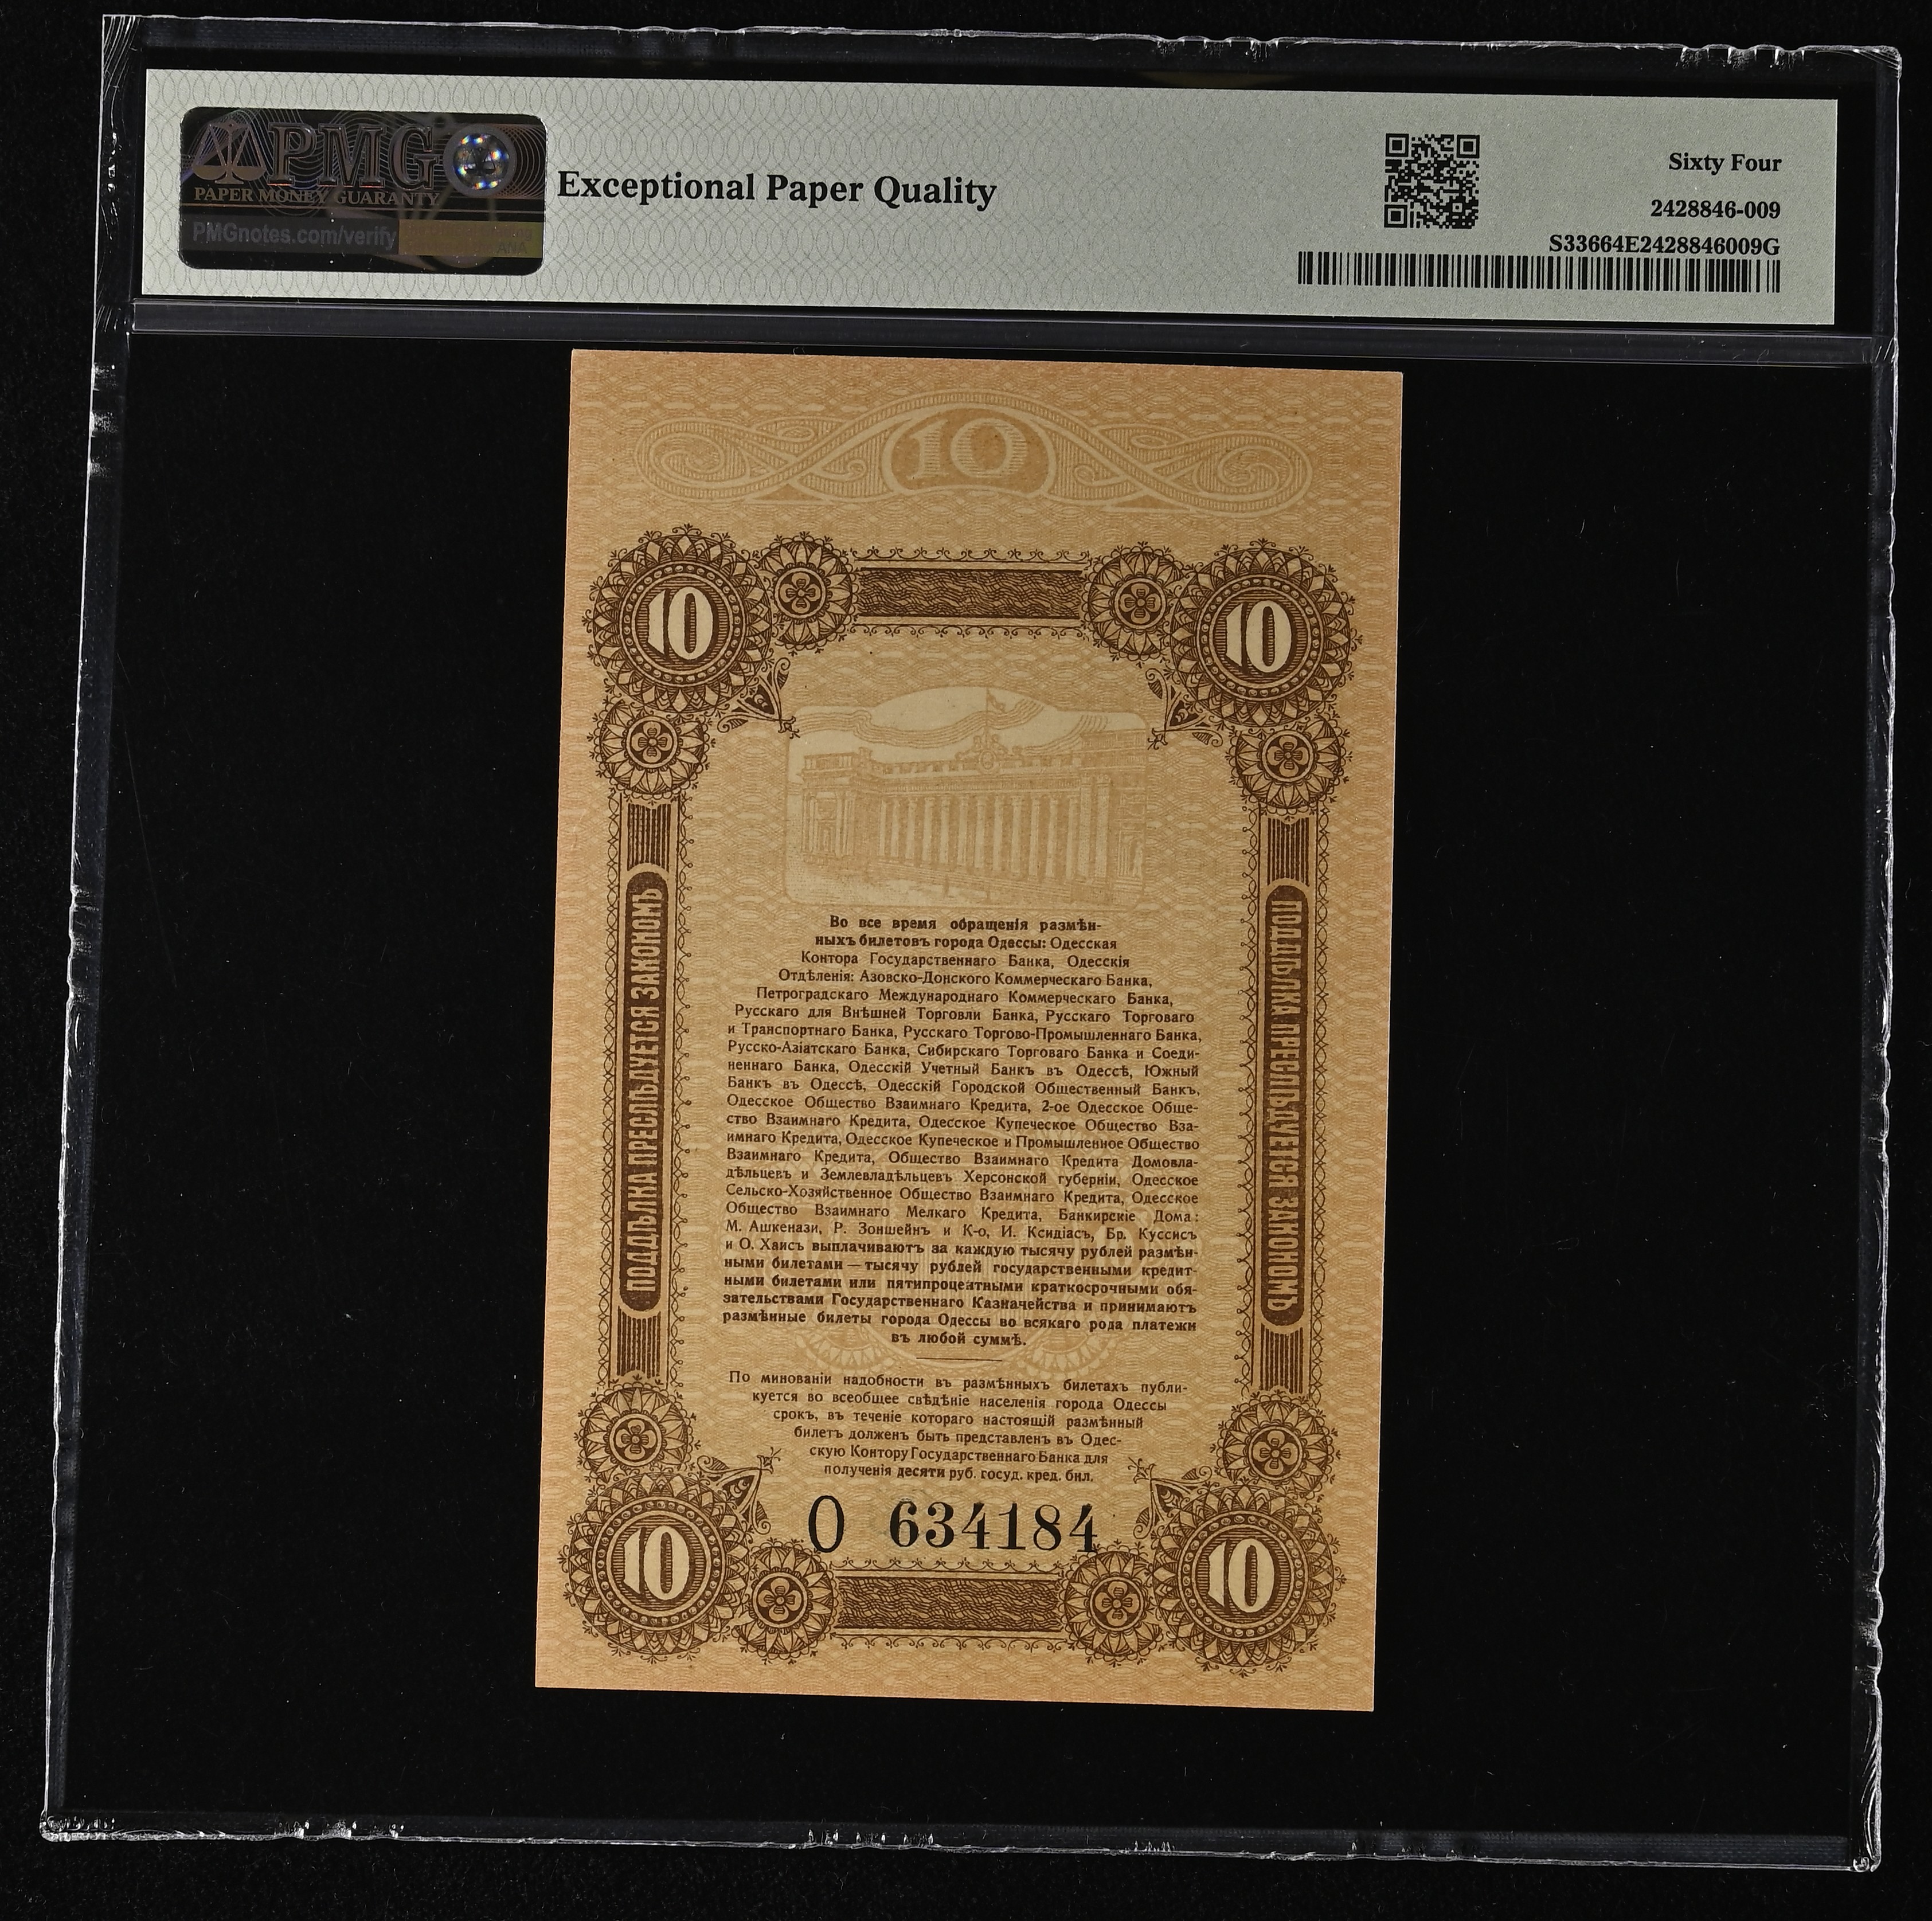 PMG
PAPER MONEY GUARANTY
PMGnotes.com/verify
ANA
Exceptional Paper Quality
Sixty Four
2428846-009
S33664E2428846009G
10
10
10
ПОДДѢЛКА ПРЕСЛѢДУЕТСЯ ЗАКОНОМЪ
ПОДДѢЛКА ПРЕСЛѢДУЕТСЯ ЗАКОНОМЪ
Во все время обращенія размѣн-
ныхъ билетовъ города Одессы: Одесская
Контора Государственнаго Банка, Одесскія
Отдѣленія: Азовско-Донского Коммерческаго Банка,
Петроградскаго Международнаго Коммерческаго Банка,
Русскаго для Внѣшней Торговли Банка, Русскаго Торговаго
и Транспортнаго Банка, Русскаго Торгово-Промышленнаго Банка,
Русско-Азіатскаго Банка, Сибирскаго Торговаго Банка и Соеди-
неннаго Банка, Одесскій Учетный Банкъ въ Одессѣ, Южный
Банкъ въ Одессѣ, Одесскій Городской Общественный Банкъ,
Одесское Общество Взаимнаго Кредита, 2-ое Одесское Обще-
ство Взаимнаго Кредита, Одесское Купеческое Общество Вза-
имнаго Кредита, Одесское Купеческое и Промышленное Общество
Взаимнаго Кредита, Общество Взаимнаго Кредита Домовла-
дѣльцевъ и Землевладѣльцевъ Херсонской губерніи, Одесское
Сельско-Хозяйственное Общество Взаимнаго Кредита, Одесское
Общество Взаимнаго Мелкаго Кредита, Банкирскіе Дома:
М. Ашкенази, Р. Зоншейнъ и К-о, И. Ксидіасъ, Бр. Куссисъ
и О. Хаисъ выплачиваютъ за каждую тысячу рублей размѣн-
ными билетами — тысячу рублей государственными кредит-
ными билетами или пятипроцентными краткосрочными обя-
зательствами Государственнаго Казначейства и принимаютъ
размѣнные билеты города Одессы во всякаго рода платежи
въ любой суммѣ.
По минованіи надобности въ размѣнныхъ билетахъ публи-
куется во всеобщее свѣдѣніе населенія города Одессы
срокъ, въ теченіе котораго настоящій размѣнный
билетъ долженъ быть представленъ въ Одес-
скую Контору Государственнаго Банка для
полученія десяти руб. госуд. кред. бил.
О 634184
10
10